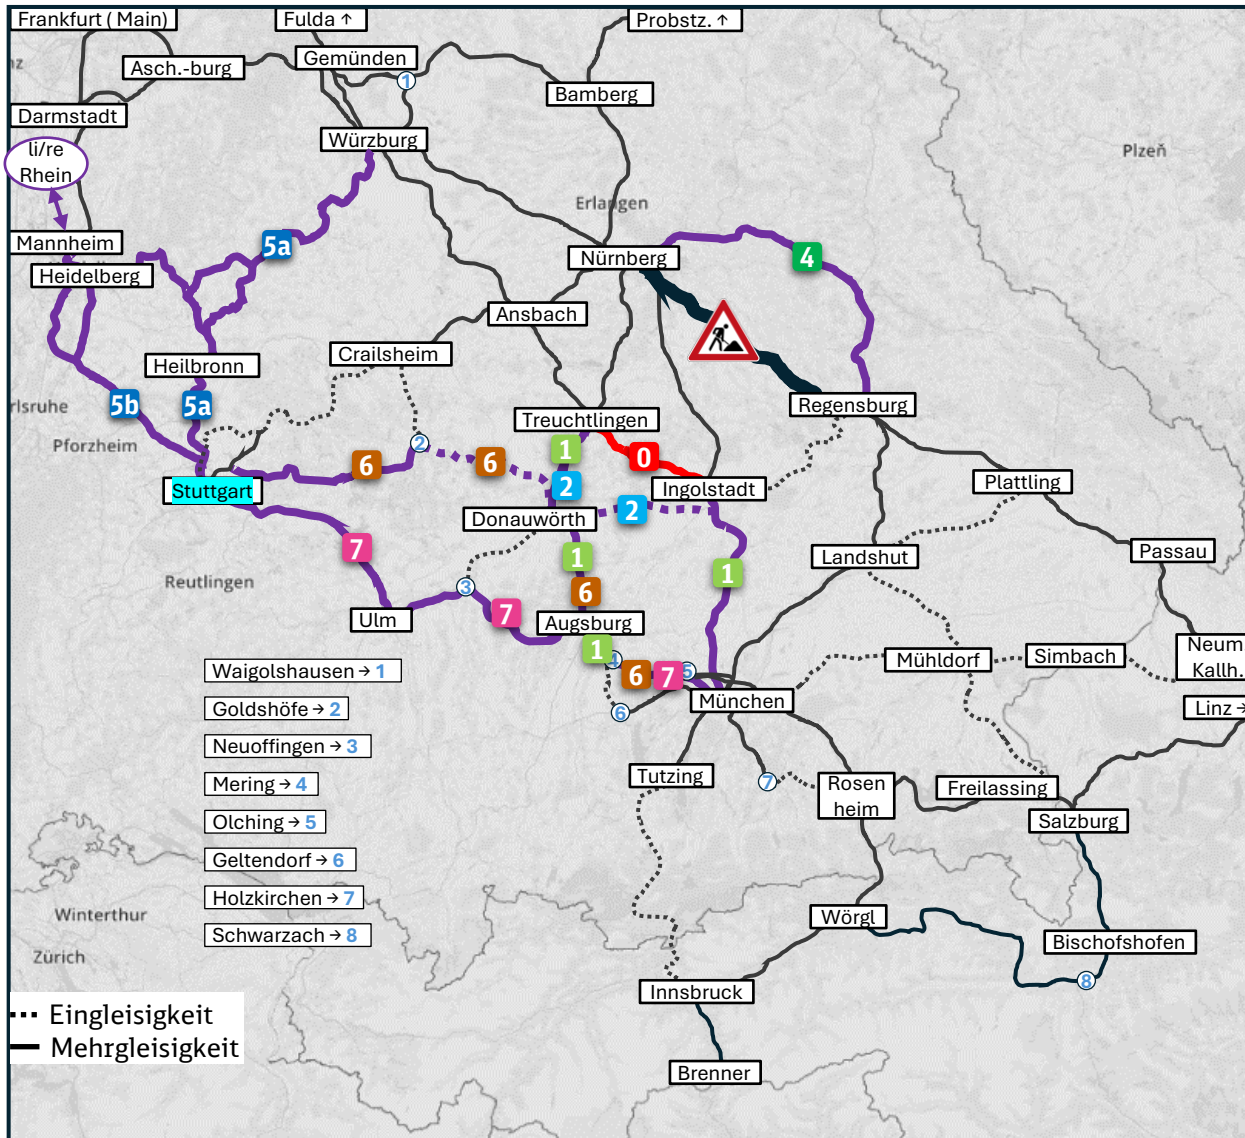 Frankfurt ( Main)
Fulda ↑
Probstz. ↑
Gemünden
Asch.-burg
1
Bamberg
Darmstadt
Würzburg
li/re
Rhein
Plzeň
Erlangen
Mannheim
5a
Nürnberg
4
Heidelberg
Ansbach
Crailsheim
Heilbronn
5b
5a
Regensburg
Treuchtlingen
Pforzheim
2
1
0
6
6
Stuttgart
2
Ingolstadt
Plattling
2
Donauwörth
7
1
1
Landshut
Passau
Reutlingen
3
6
7
Ulm
Augsburg
1
4
6
7
5
Mühldorf
Simbach
Neum.
Kallh.
München
6
Linz →
Waigolshausen → 1
Goldshöfe → 2
Neuoffingen → 3
Mering → 4
Olching → 5
Geltendorf → 6
Holzkirchen → 7
Schwarzach → 8
Tutzing
7
Rosen
heim
Freilassing
Salzburg
Winterthur
Wörgl
Zürich
Bischofshofen
8
Innsbruck
Eingleisigkeit
Mehrgleisigkeit
Brenner